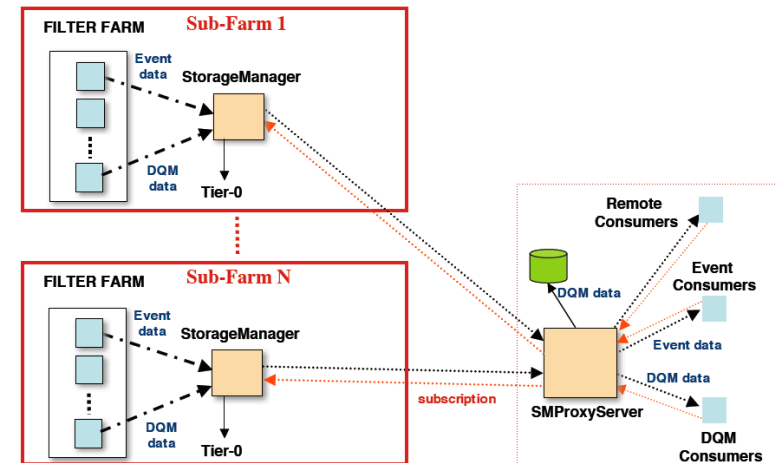 FILTER FARM
Sub-Farm 1
Event
data
StorageManager
DQM
data
Tier-0
FILTER FARM
Sub-Farm N
Event
data
StorageManager
DQM
data
Tier-0
subscription
Remote
Consumers
DQM data
Event
Consumers
Event data
DQM data
SMProxyServer
DQM
Consumers